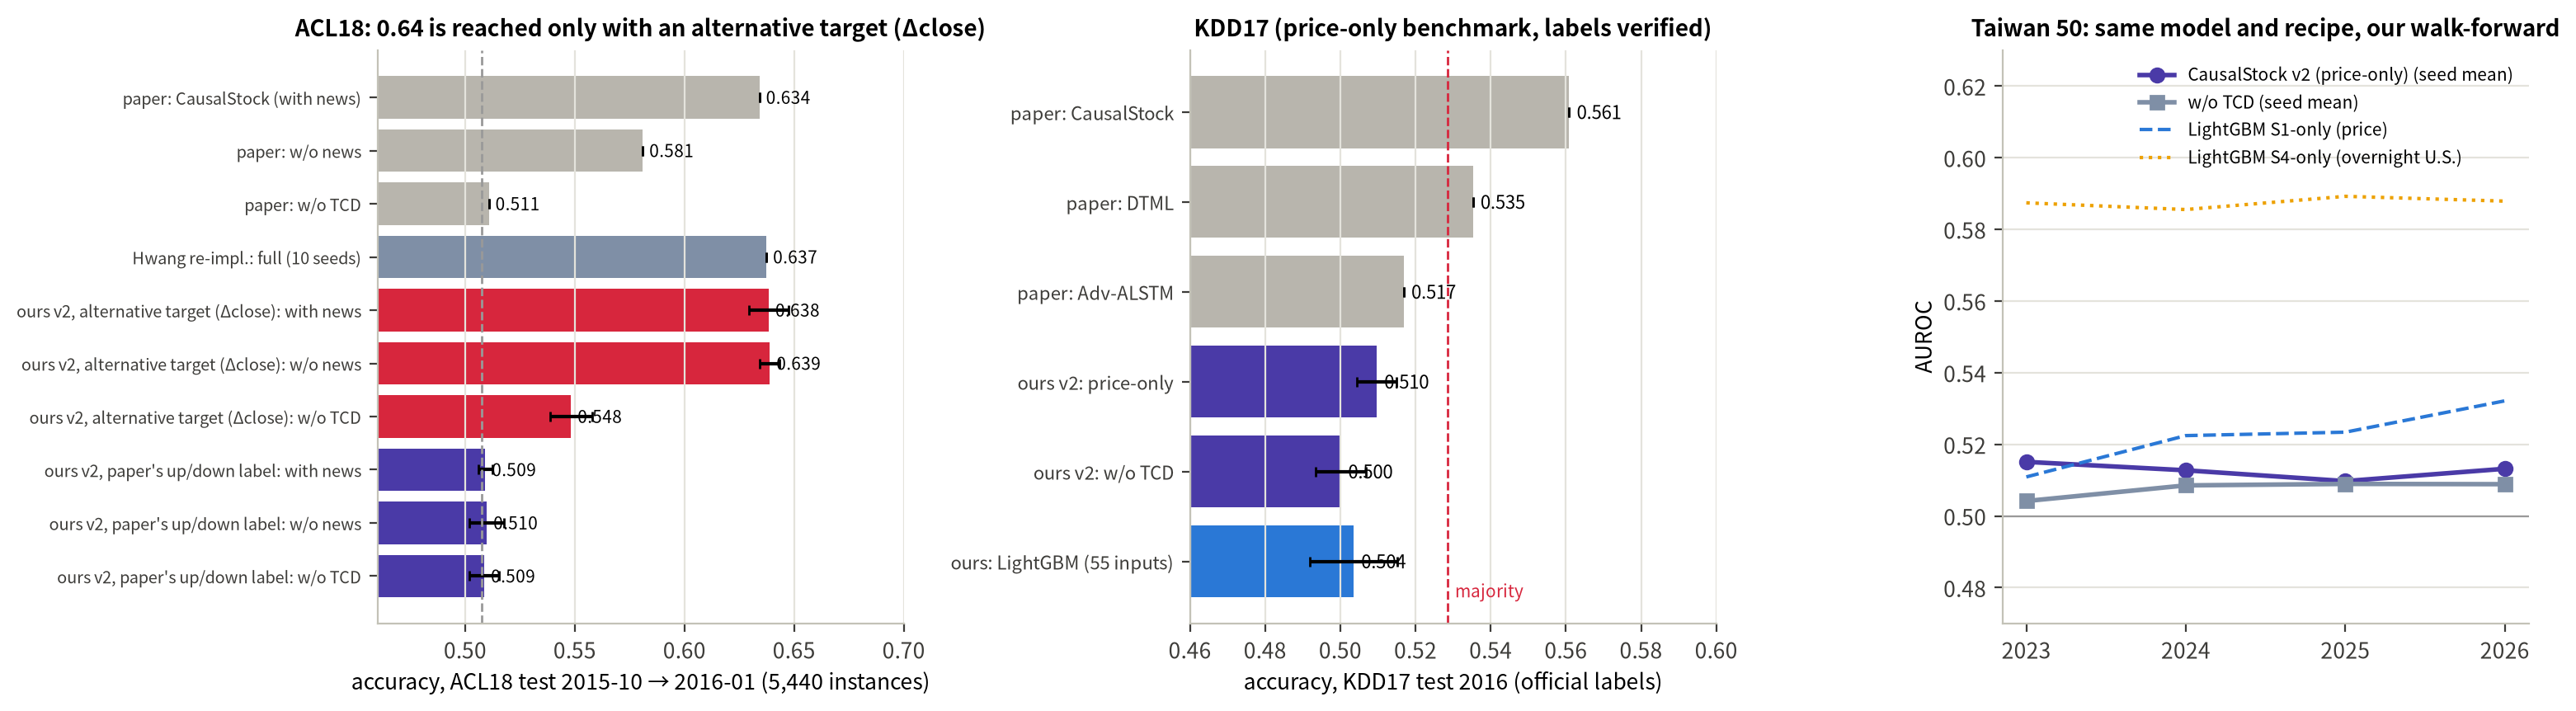 ACL18: 0.64 is reached only with an alternative target (Δclose)
paper: CausalStock (with news)
0.634
paper: w/o news
0.581
paper: w/o TCD
0.511
Hwang re-impl.: full (10 seeds)
0.637
ours v2, alternative target (Δclose): with news
0.638
ours v2, alternative target (Δclose): w/o news
0.639
ours v2, alternative target (Δclose): w/o TCD
0.548
ours v2, paper's up/down label: with news
0.509
ours v2, paper's up/down label: w/o news
0.510
ours v2, paper's up/down label: w/o TCD
0.509
0.50 0.55 0.60 0.65 0.70
accuracy, ACL18 test 2015-10 → 2016-01 (5,440 instances)
KDD17 (price-only benchmark, labels verified)
paper: CausalStock
0.561
paper: DTML
0.535
paper: Adv-ALSTM
0.517
ours v2: price-only
0.510
ours v2: w/o TCD
0.500
ours: LightGBM (55 inputs)
0.504
majority
0.46 0.48 0.50 0.52 0.54 0.56 0.58 0.60
accuracy, KDD17 test 2016 (official labels)
Taiwan 50: same model and recipe, our walk-forward
CausalStock v2 (price-only) (seed mean)
w/o TCD (seed mean)
LightGBM S1-only (price)
LightGBM S4-only (overnight U.S.)
AUROC
0.62
0.60
0.58
0.56
0.54
0.52
0.50
0.48
2023 2024 2025 2026